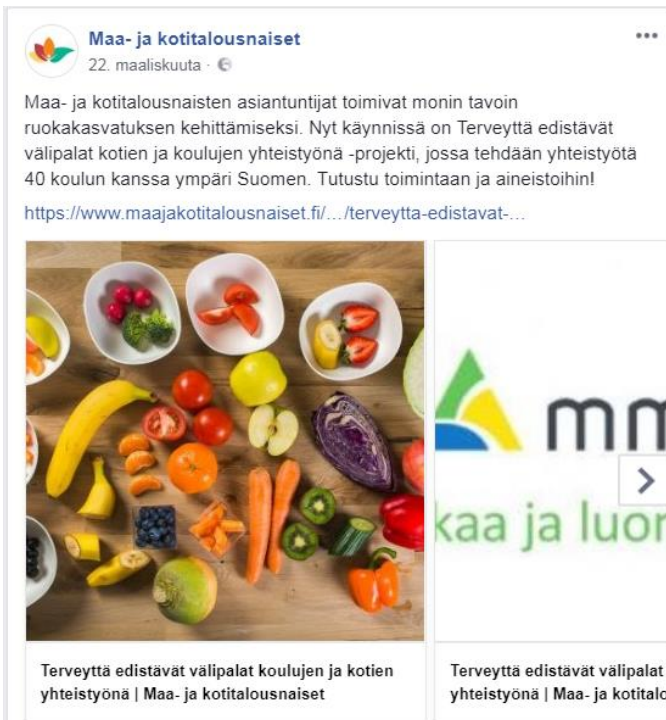 Maa- ja kotitalousnaiset
22. maaliskuuta ·
Maa- ja kotitalousnaisten asiantuntijat toimivat monin tavoin
ruokakasvatuksen kehittämiseksi. Nyt käynnissä on Terveyttä edistävät
välipalat kotien ja koulujen yhteistyönä -projekti, jossa tehdään yhteistyötä
40 koulun kanssa ympäri Suomen. Tutustu toimintaan ja aineistoihin!
https://www.maajakotitalousnaiset.fi/…/terveytta-edistavat-…
mm
kaa ja luon
Terveyttä edistävät välipalat koulujen ja kotien
yhteistyönä | Maa- ja kotitalousnaiset
Terveyttä edistävät välipalat
yhteistyönä | Maa- ja kotitalo